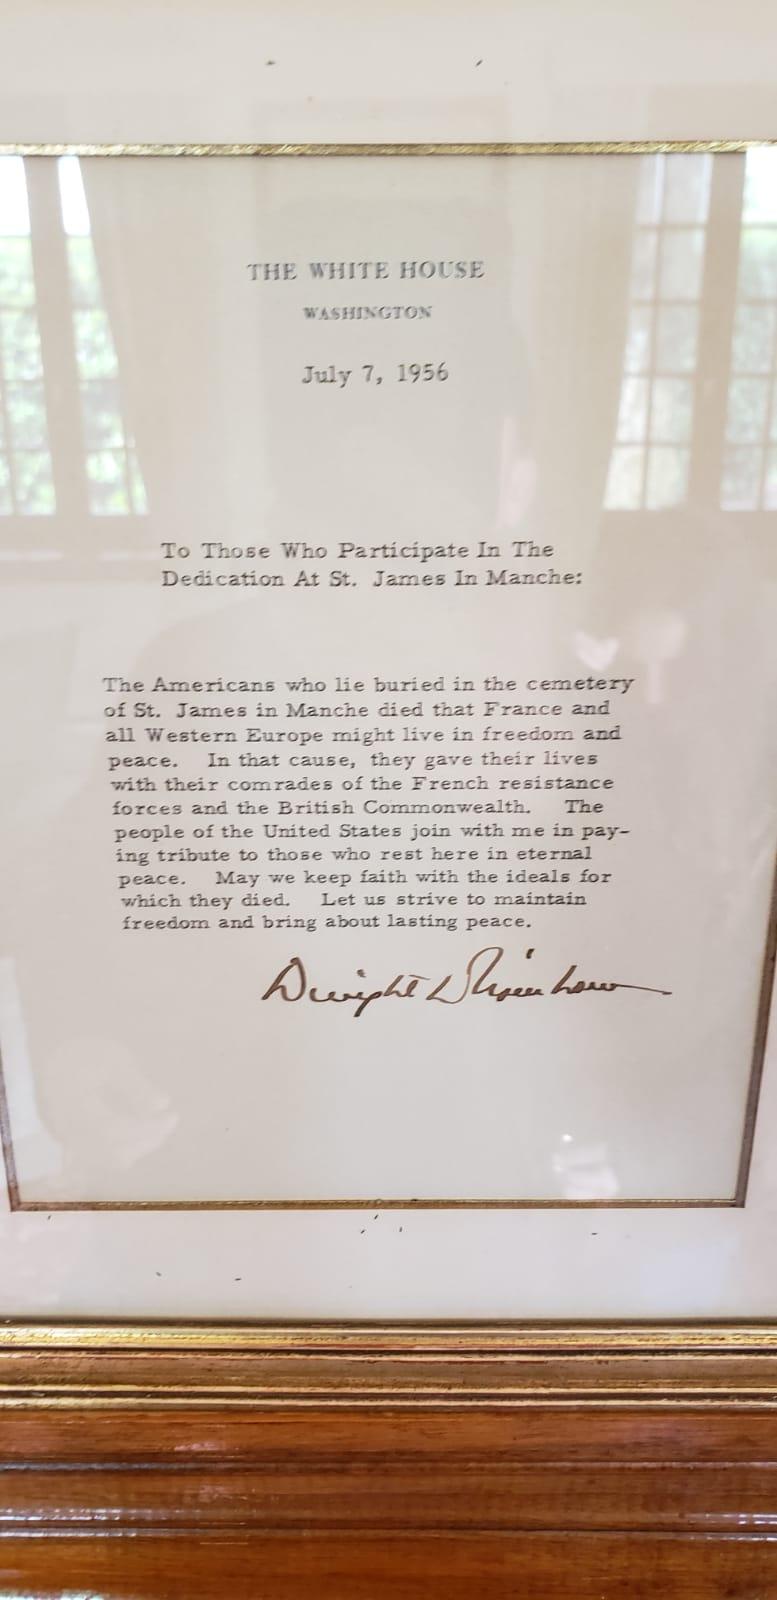 THE WHITE HOUSE
WASHINGTON
July 7, 1956
To Those Who Participate In The
Dedication At St. James In Manche:
The Americans who lie buried in the cemetery
of St. James in Manche died that France and
all Western Europe might live in freedom and
peace. In that cause, they gave their lives
with their comrades of the French resistance
forces and the British Commonwealth. The
people of the United States join with me in pay-
ing tribute to those who rest here in eternal
peace. May we keep faith with the ideals for
which they died. Let us strive to maintain
freedom and bring about lasting peace.
Dwight D Eisenhower